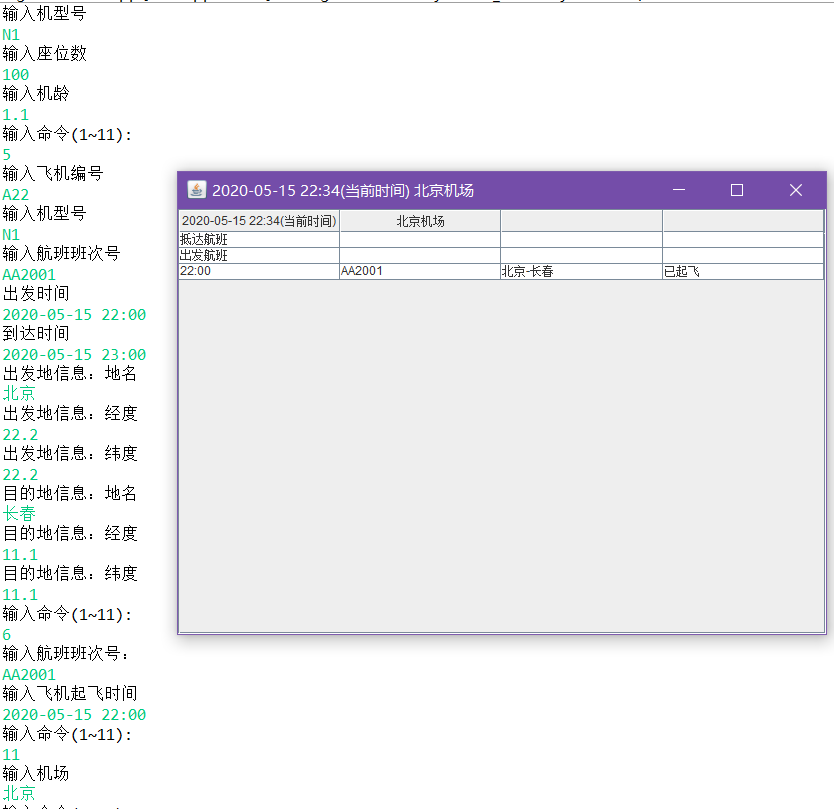 输入机型号
N1
输入座位数
100
输入机龄
1.1
输入命令(1~11):
5
输入飞机编号
A22
输入机型号
N1
输入航班班次号
AA2001
出发时间
2020-05-15 22:00
到达时间
2020-05-15 23:00
出发地信息：地名
北京
出发地信息：经度
22.2
出发地信息：纬度
22.2
目的地信息：地名
长春
目的地信息：经度
11.1
目的地信息：纬度
11.1
输入命令(1~11):
6
输入航班班次号：
AA2001
输入飞机起飞时间
2020-05-15 22:00
输入命令(1~11):
11
输入机场
北京
2020-05-15 22:34(当前时间) 北京机场
2020-05-15 22:34(当前时间) 北京机场
抵达航班
出发航班
22:00 AA2001 北京-长春 已起飞